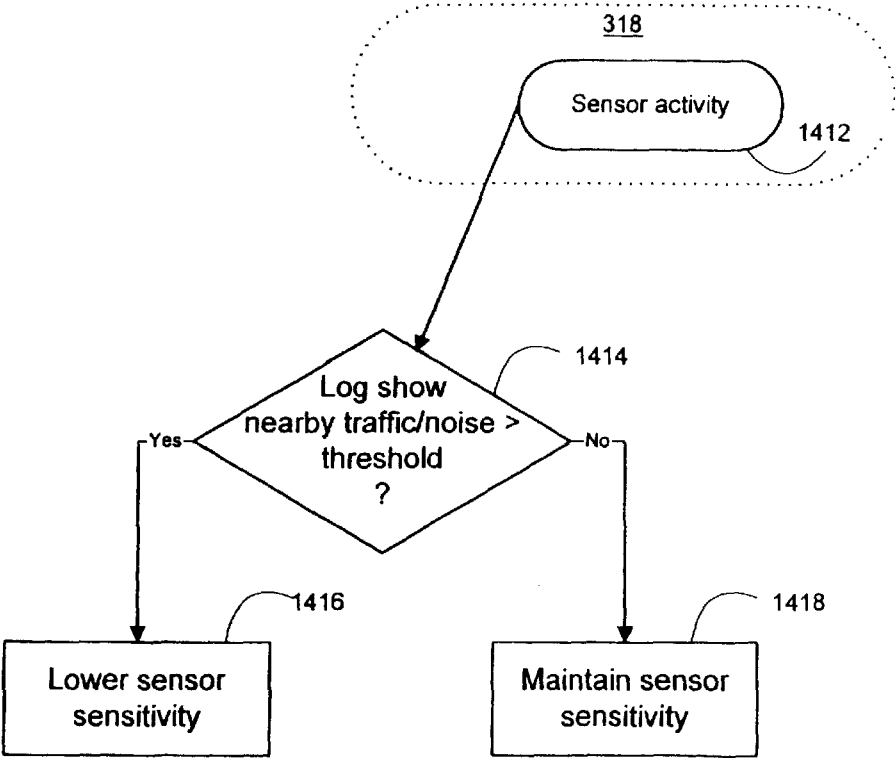 318
Sensor activity
1412
1414
Log show
nearby traffic/noise >
threshold
?
Yes
No
1416
1418
Lower sensor
sensitivity
Maintain sensor
sensitivity